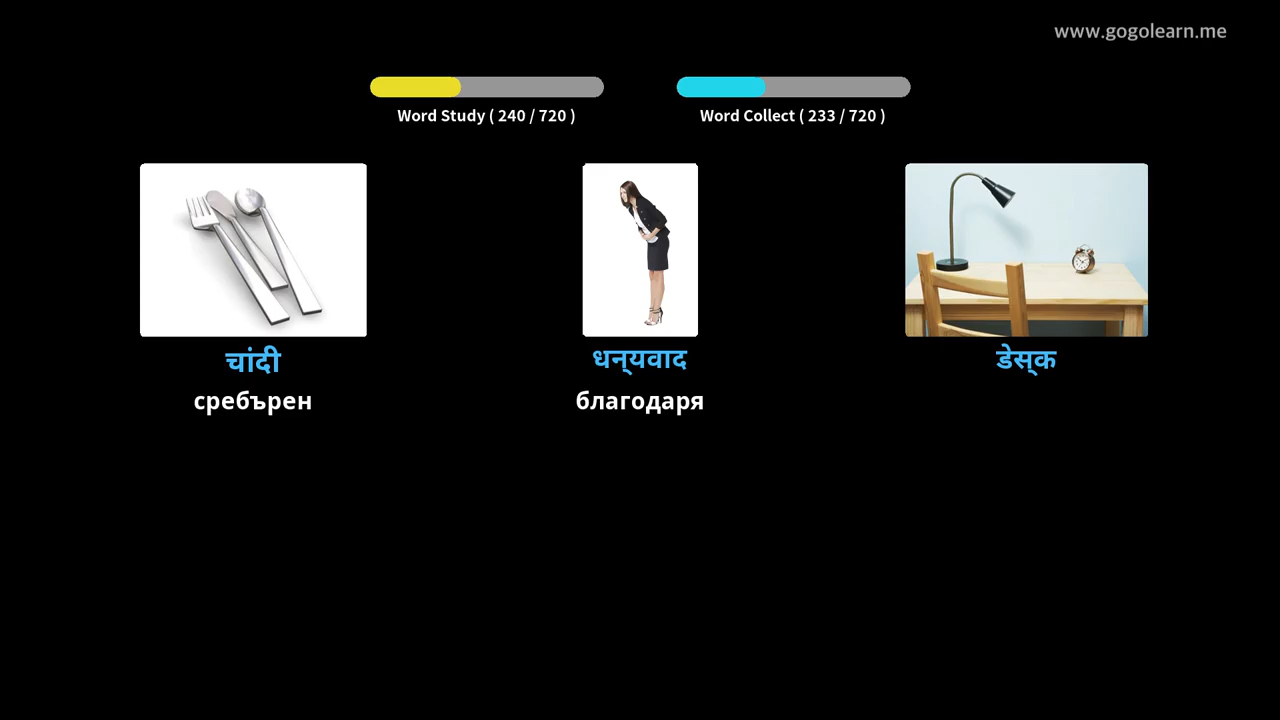 www.gogolearn.me
Word Study ( 240 / 720 )
Word Collect ( 233 / 720 )
चांदी
धन्‌यवाद
डेस्‌क
сребърен
благодаря